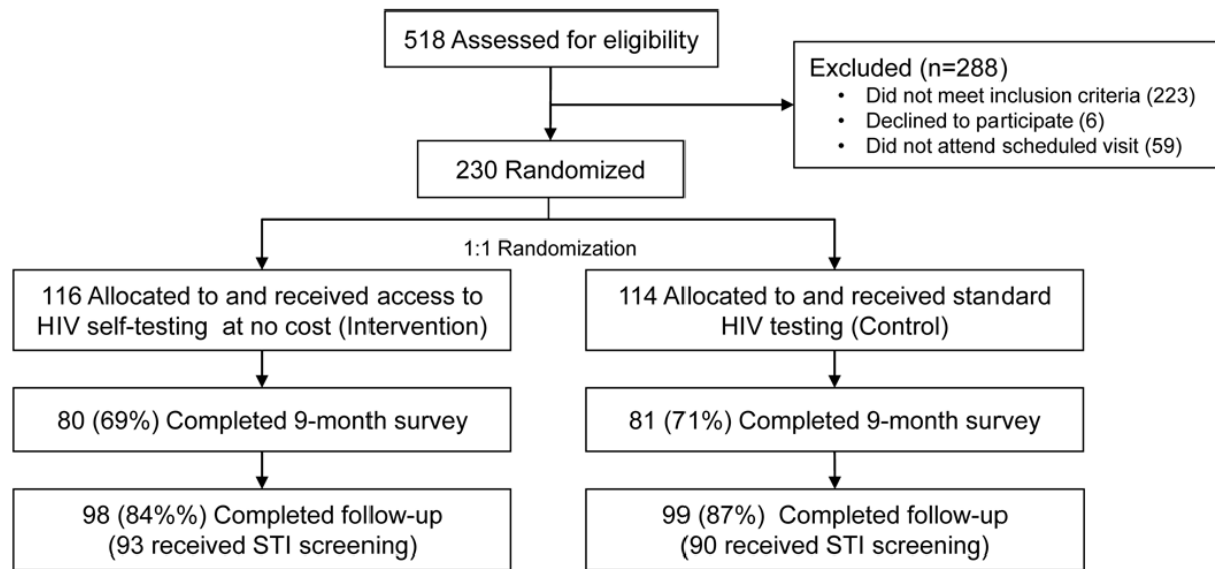 518 Assessed for eligibility
Excluded (n=288)
• Did not meet inclusion criteria (223)
• Declined to participate (6)
• Did not attend scheduled visit (59)
230 Randomized
1:1 Randomization
116 Allocated to and received access to
HIV self-testing at no cost (Intervention)
114 Allocated to and received standard
HIV testing (Control)
80 (69%) Completed 9-month survey
81 (71%) Completed 9-month survey
98 (84%%) Completed follow-up
(93 received STI screening)
99 (87%) Completed follow-up
(90 received STI screening)